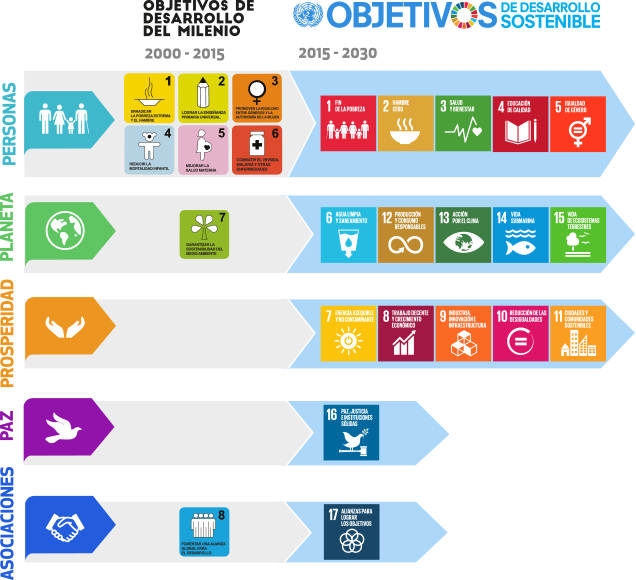 OBJETIVOS DE
DESARROLLO
DEL MILENIO
2000 - 2015
OBJETIVOS
DE DESARROLLO
SOSTENIBLE
2015 - 2030
PERSONAS
1
ERRADICAR
LA POBREZA EXTREMA Y
EL HAMBRE
2
LOGRAR LA ENSEÑANZA
PRIMARIA UNIVERSAL
3
PROMOVER LA IGUALDAD
ENTRE GÉNEROS Y LA
AUTONOMÍA DE LA MUJER
4
REDUCIR LA
MORTALIDAD INFANTIL
5
MEJORAR LA
SALUD MATERNA
6
COMBATIR EL VIH/SIDA,
MALARIA Y OTRAS
ENFERMEDADES
1 FIN
DE LA POBREZA
2 HAMBRE
CERO
3 SALUD
Y BIENESTAR
4 EDUCACIÓN
DE CALIDAD
5 IGUALDAD
DE GÉNERO
PLANETA
7
GARANTIZAR LA
SOSTENIBILIDAD DEL
MEDIO AMBIENTE
6 AGUA LIMPIA
Y SANEAMIENTO
12 PRODUCCIÓN
Y CONSUMO
RESPONSABLES
13 ACCIÓN
POR EL CLIMA
14 VIDA
SUBMARINA
15 VIDA
DE ECOSISTEMAS
TERRESTRES
PROSPERIDAD
7 ENERGÍA ASEQUIBLE
Y NO CONTAMINANTE
8 TRABAJO DECENTE
Y CRECIMIENTO
ECONÓMICO
9 INDUSTRIA,
INNOVACIÓN E
INFRAESTRUCTURA
10 REDUCCIÓN DE LAS
DESIGUALDADES
11 CIUDADES Y
COMUNIDADES
SOSTENIBLES
PAZ
16 PAZ, JUSTICIA
E INSTITUCIONES
SÓLIDAS
ASOCIACIONES
8
FOMENTAR UNA ALIANZA
GLOBAL PARA
EL DESARROLLO
17 ALIANZAS PARA
LOGRAR
LOS OBJETIVOS